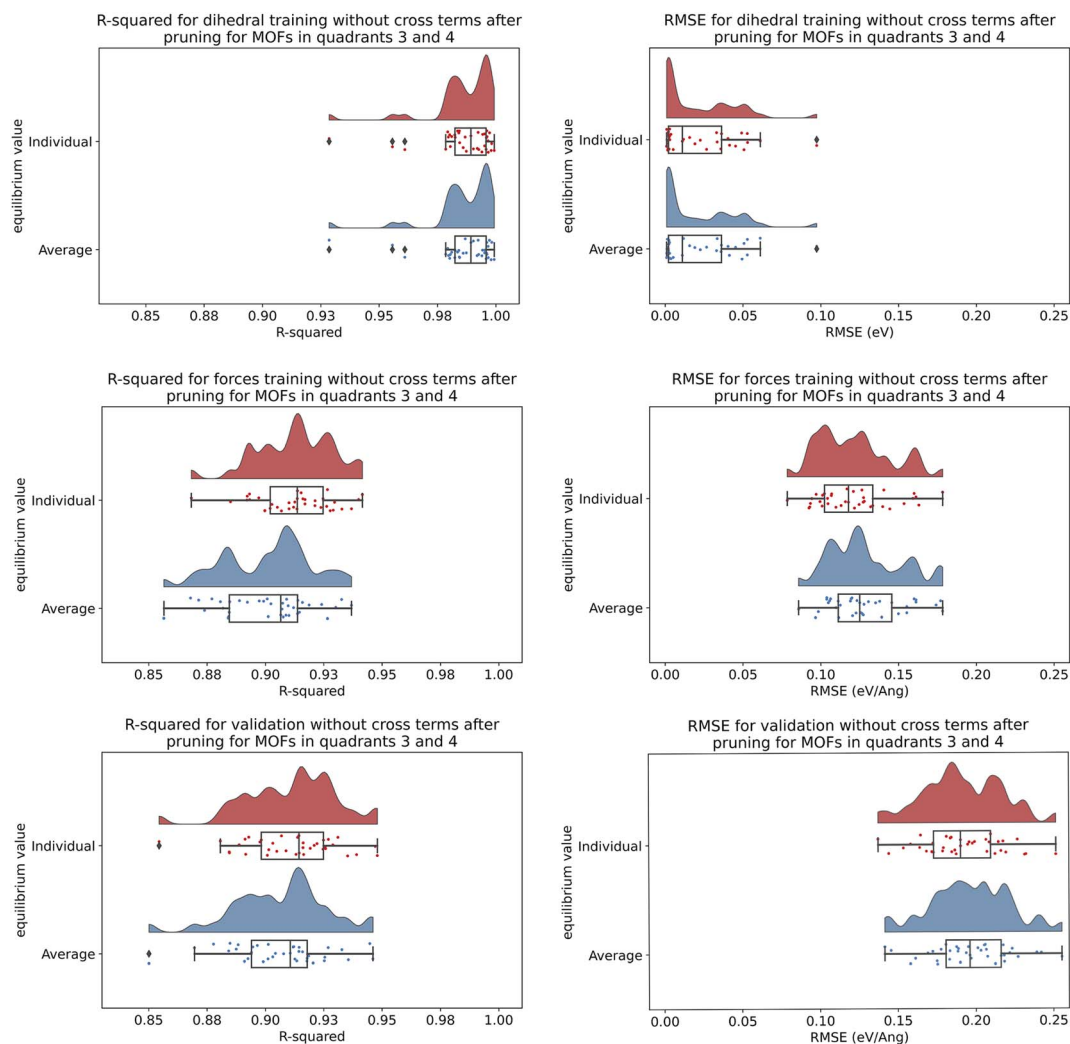 R-squared for dihedral training without cross terms after
pruning for MOFs in quadrants 3 and 4
equilibrium value
Individual
Average
0.85 0.88 0.90 0.93 0.95 0.98 1.00
R-squared
RMSE for dihedral training without cross terms after
pruning for MOFs in quadrants 3 and 4
equilibrium value
Individual
Average
0.00 0.05 0.10 0.15 0.20 0.25
RMSE (eV)
R-squared for forces training without cross terms after
pruning for MOFs in quadrants 3 and 4
equilibrium value
Individual
Average
0.85 0.88 0.90 0.93 0.95 0.98 1.00
R-squared
RMSE for forces training without cross terms after
pruning for MOFs in quadrants 3 and 4
equilibrium value
Individual
Average
0.00 0.05 0.10 0.15 0.20 0.25
RMSE (eV/Ang)
R-squared for validation without cross terms after
pruning for MOFs in quadrants 3 and 4
equilibrium value
Individual
Average
0.85 0.88 0.90 0.93 0.95 0.98 1.00
R-squared
RMSE for validation without cross terms after
pruning for MOFs in quadrants 3 and 4
equilibrium value
Individual
Average
0.00 0.05 0.10 0.15 0.20 0.25
RMSE (eV/Ang)